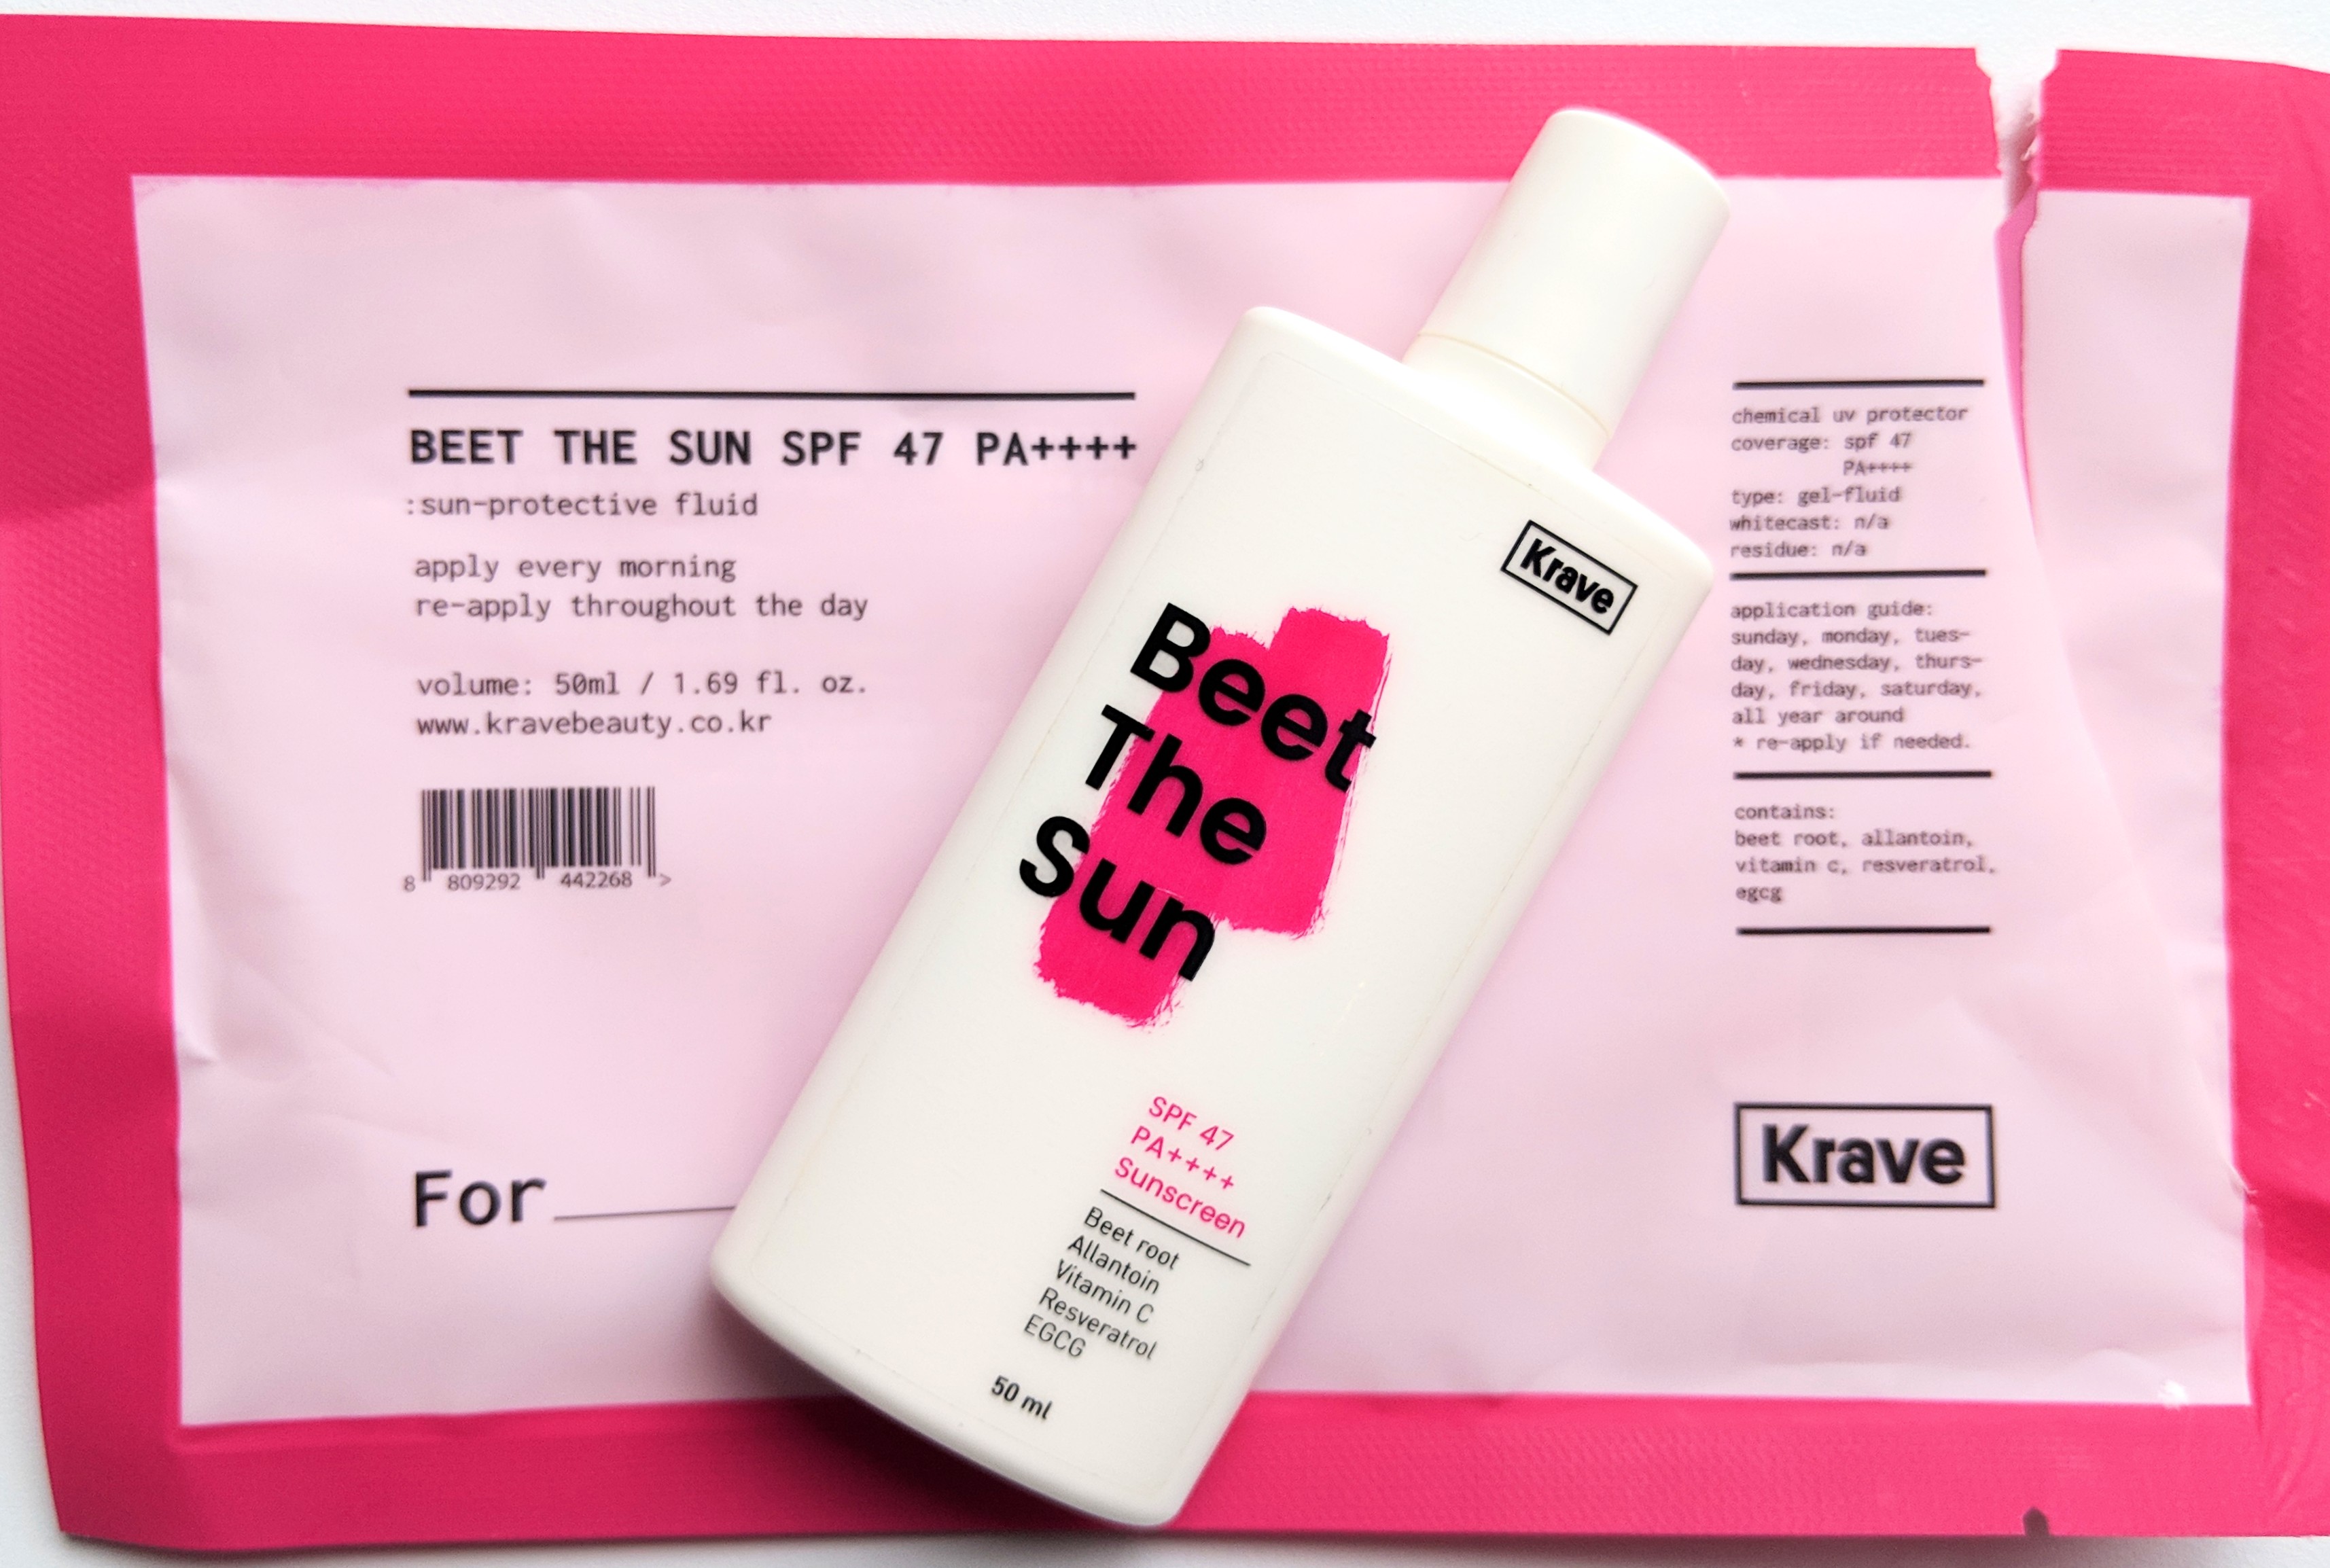 BEET THE SUN SPF 47 PA++++
:sun-protective fluid
apply every morning
re-apply throughout the day
volume: 50ml / 1.69 fl. oz.
www.kravebeauty.co.kr
8 809292 442268 >
For
Krave
Beet
The
Sun
SPF 47
PA++++
Sunscreen
Beet root
Allantoin
Vitamin C
Resveratrol
EGCG
50 ml
chemical uv protector
coverage: spf 47
PA++++
type: gel-fluid
whitecast: n/a
residue: n/a
application guide:
sunday, monday, tues-
day, wednesday, thurs-
day, friday, saturday,
all year around
* re-apply if needed.
contains:
beet root, allantoin,
vitamin c, resveratrol,
egcg
Krave